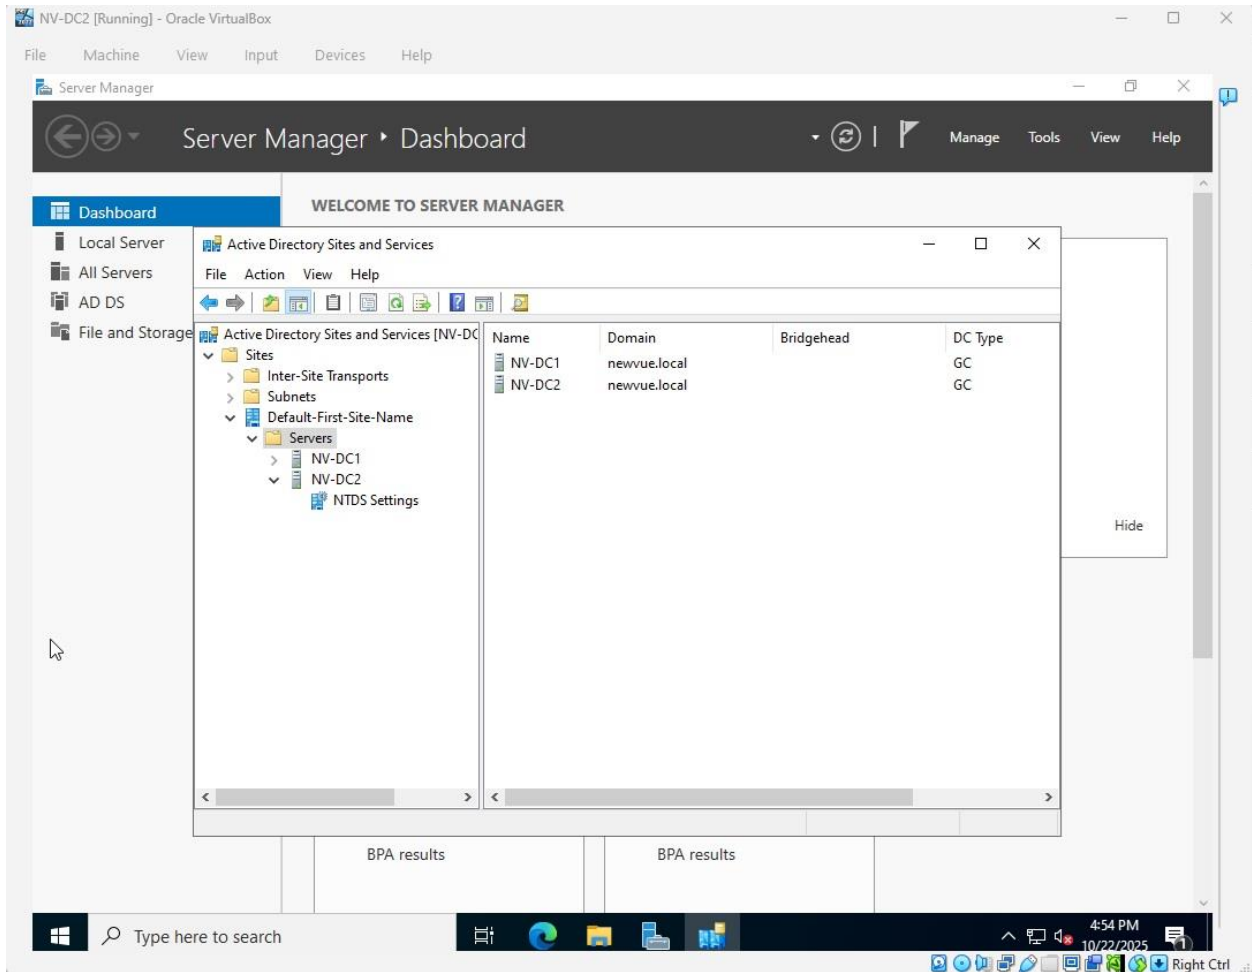 NV-DC2 [Running] - Oracle VirtualBox
File Machine View Input Devices Help
Server Manager
Server Manager ‣ Dashboard
Manage Tools View Help
Dashboard
Local Server
All Servers
AD DS
File and Storage
WELCOME TO SERVER MANAGER
Active Directory Sites and Services
File Action View Help
Active Directory Sites and Services [NV-DC
Sites
Inter-Site Transports
Subnets
Default-First-Site-Name
Servers
NV-DC1
NV-DC2
NTDS Settings
Name Domain Bridgehead DC Type
NV-DC1 newvue.local GC
NV-DC2 newvue.local GC
Hide
BPA results BPA results
Type here to search
4:54 PM
10/22/2025
1
Right Ctrl